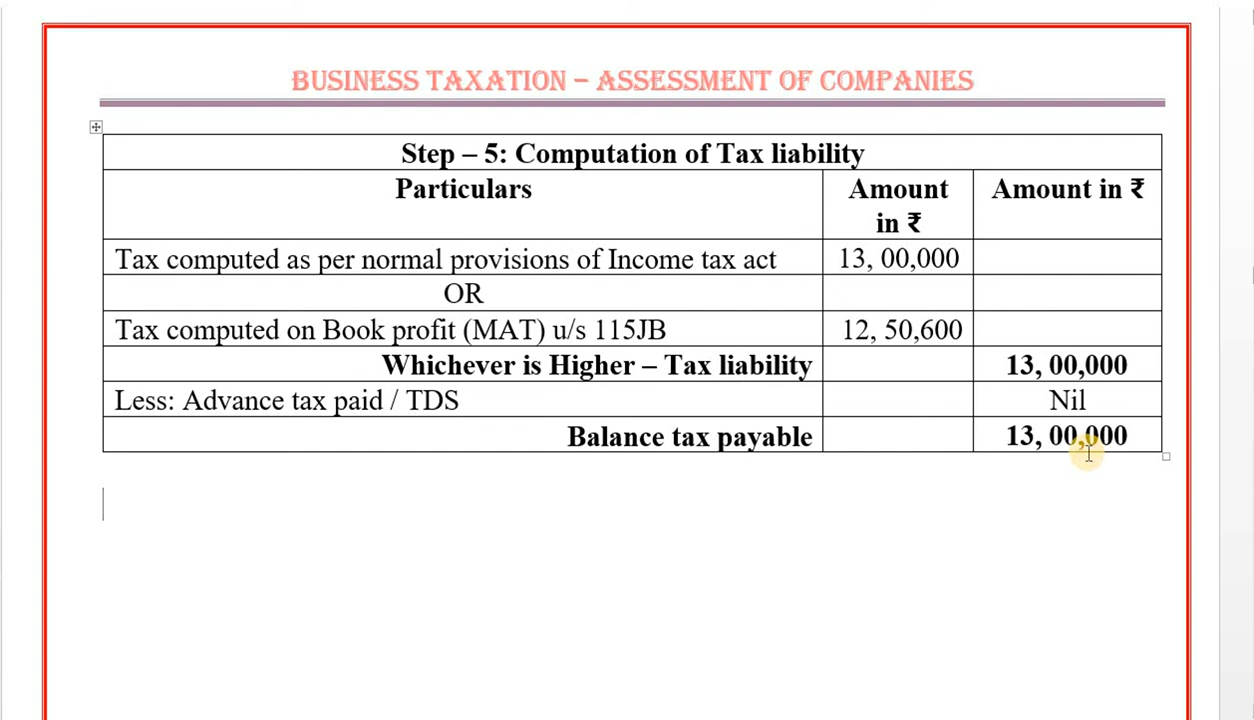 BUSINESS TAXATION – ASSESSMENT OF COMPANIES
Step – 5: Computation of Tax liability
Particulars Amount in ₹ Amount in ₹
Tax computed as per normal provisions of Income tax act 13, 00,000
OR
Tax computed on Book profit (MAT) u/s 115JB 12, 50,600
Whichever is Higher – Tax liability 13, 00,000
Less: Advance tax paid / TDS Nil
Balance tax payable 13, 00,000